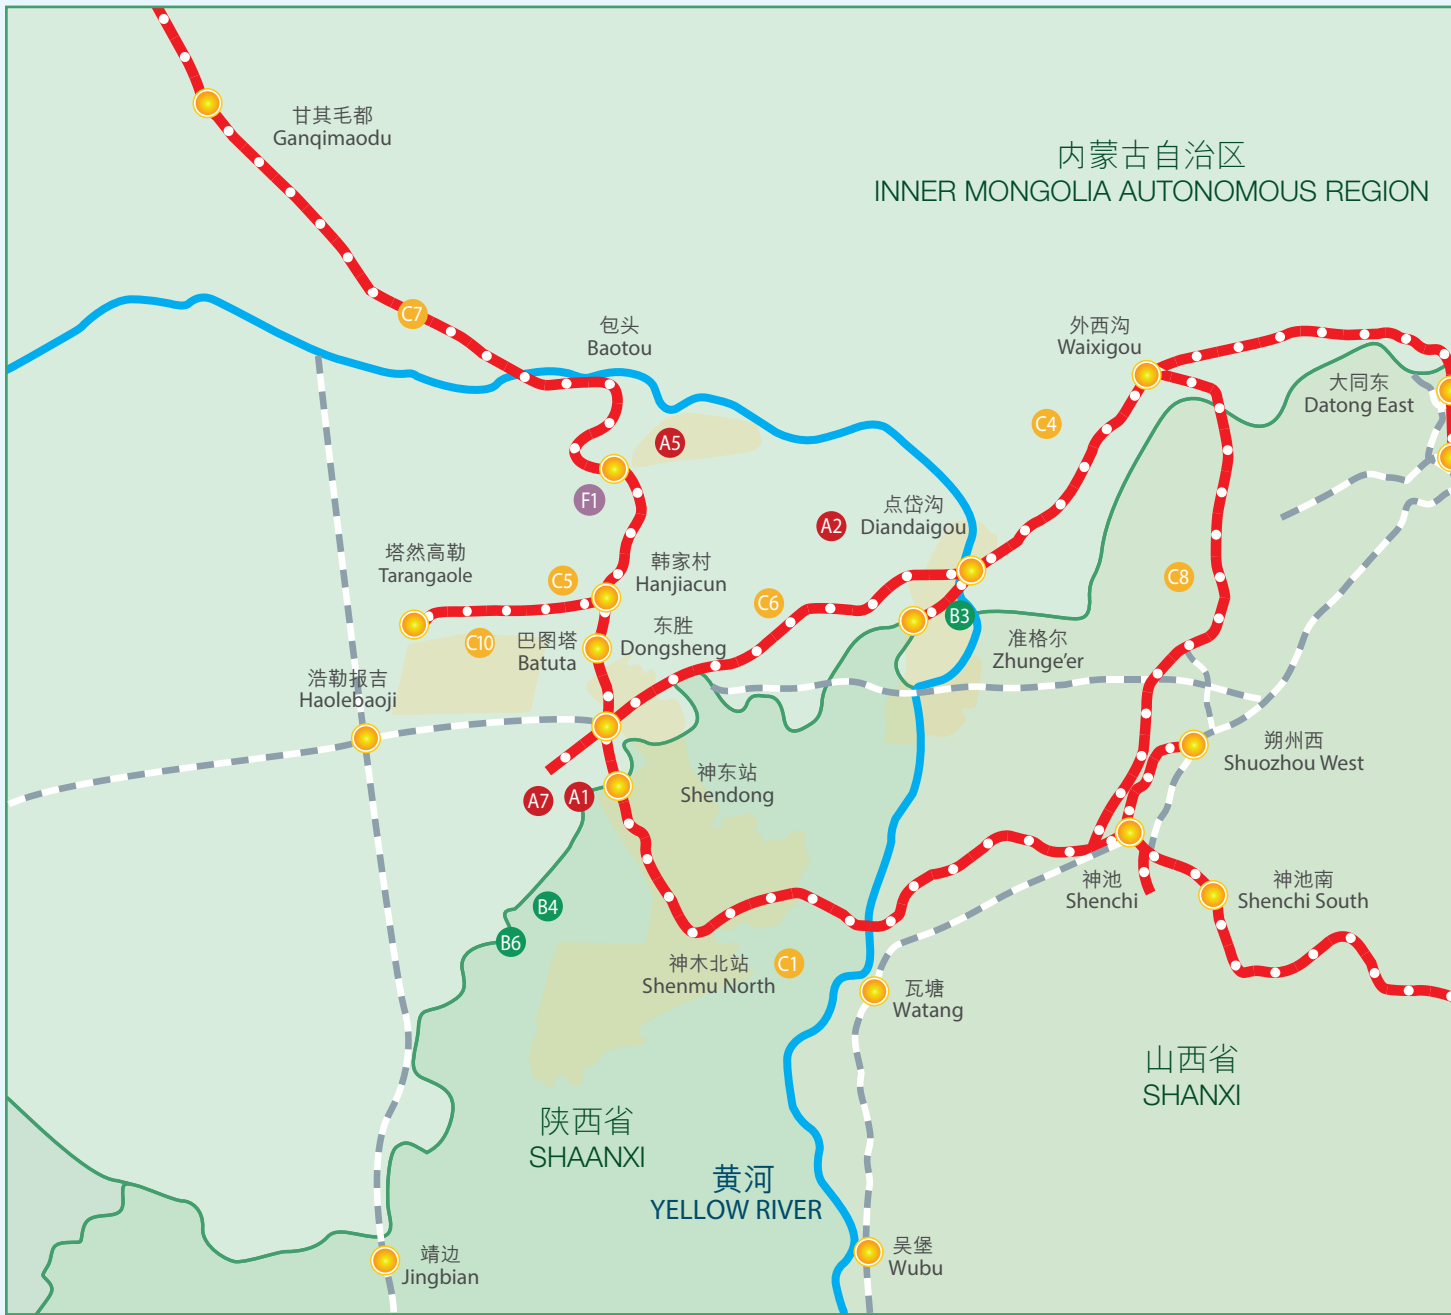 甘其毛都
Ganqimaodu
内蒙古自治区
INNER MONGOLIA AUTONOMOUS REGION
C7
包头
Baotou
外西沟
Waixigou
大同东
Datong East
C4
A5
F1
A2
点岱沟
Diandaigou
塔然高勒
Tarangaole
C5
韩家村
Hanjiacun
C6
C8
B3
C10
巴图塔
Batuta
东胜
Dongsheng
准格尔
Zhunge'er
浩勒报吉
Haolebaoji
朔州西
Shuozhou West
神东站
Shendong
A7
A1
神池
Shenchi
神池南
Shenchi South
B4
B6
神木北站
Shenmu North
C1
瓦塘
Watang
山西省
SHANXI
陕西省
SHAANXI
黄河
YELLOW RIVER
靖边
Jingbian
吴堡
Wubu